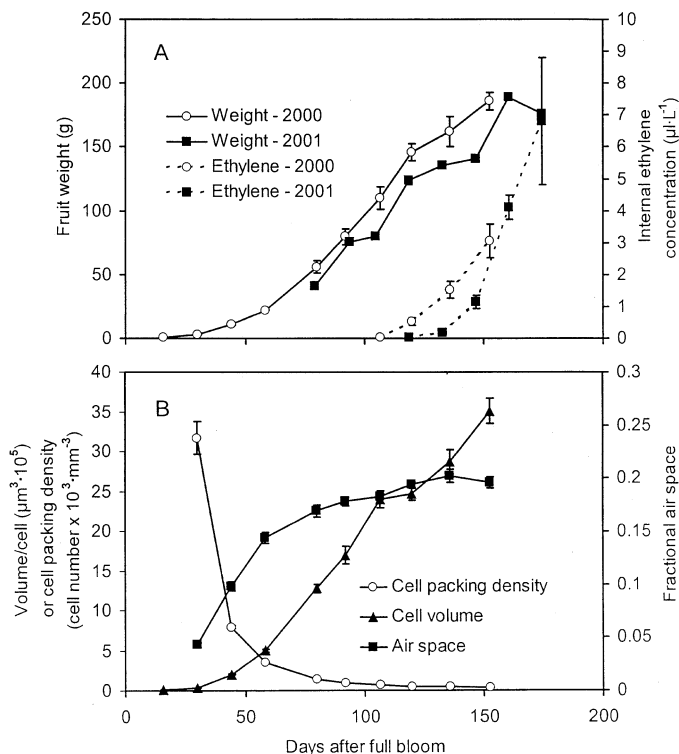 250
200
150
100
50
0
Fruit weight (g)
A
Weight - 2000
Weight - 2001
Ethylene - 2000
Ethylene - 2001
10
9
8
7
6
5
4
3
2
1
0
Internal ethylene
concentration (µl·L⁻¹)
40
35
30
25
20
15
10
5
0
Volume/cell (µm³·10⁵)
or cell packing density
(cell number x 10⁻³·mm⁻³)
B
Cell packing density
Cell volume
Air space
0.3
0.25
0.2
0.15
0.1
0.05
0
Fractional air space
0
50
100
150
200
Days after full bloom